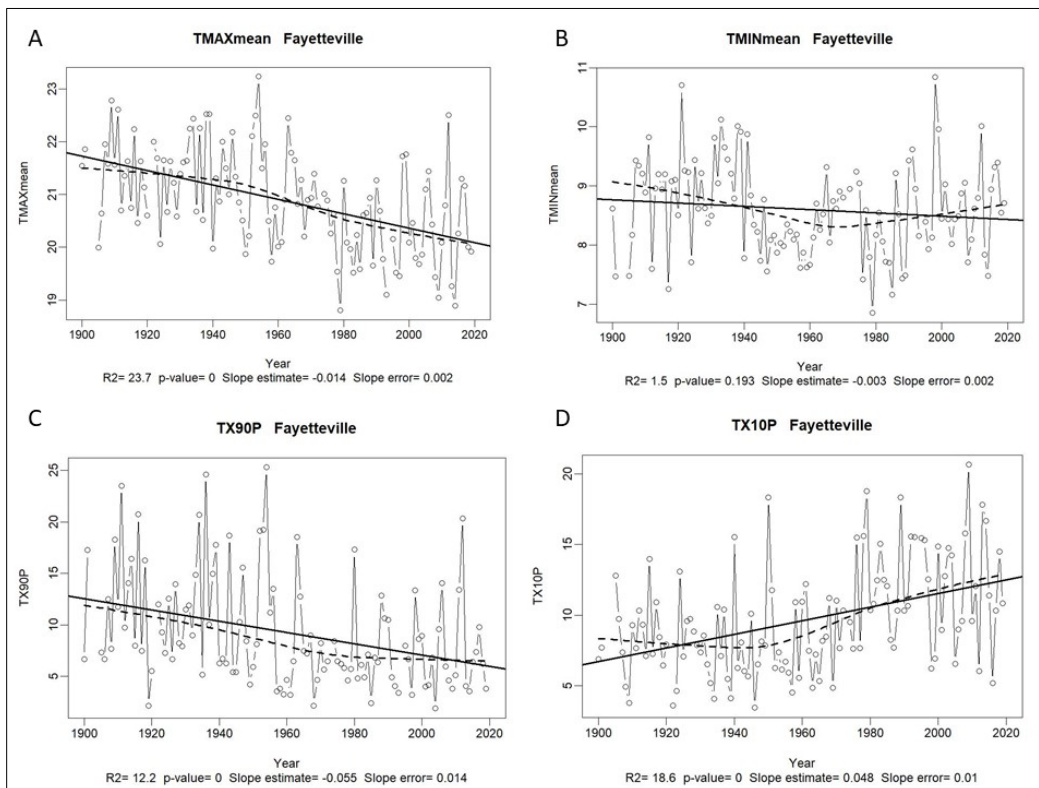 A
TMAXmean Fayetteville
TMAXmean
23
22
21
20
19
1900 1920 1940 1960 1980 2000 2020
Year
R2= 23.7 p-value= 0 Slope estimate= -0.014 Slope error= 0.002
B
TMINmean Fayetteville
TMINmean
11
10
9
8
7
1900 1920 1940 1960 1980 2000 2020
Year
R2= 1.5 p-value= 0.193 Slope estimate= -0.003 Slope error= 0.002
C
TX90P Fayetteville
TX90P
25
20
15
10
5
1900 1920 1940 1960 1980 2000 2020
Year
R2= 12.2 p-value= 0 Slope estimate= -0.055 Slope error= 0.014
D
TX10P Fayetteville
TX10P
20
15
10
5
1900 1920 1940 1960 1980 2000 2020
Year
R2= 18.6 p-value= 0 Slope estimate= 0.048 Slope error= 0.01